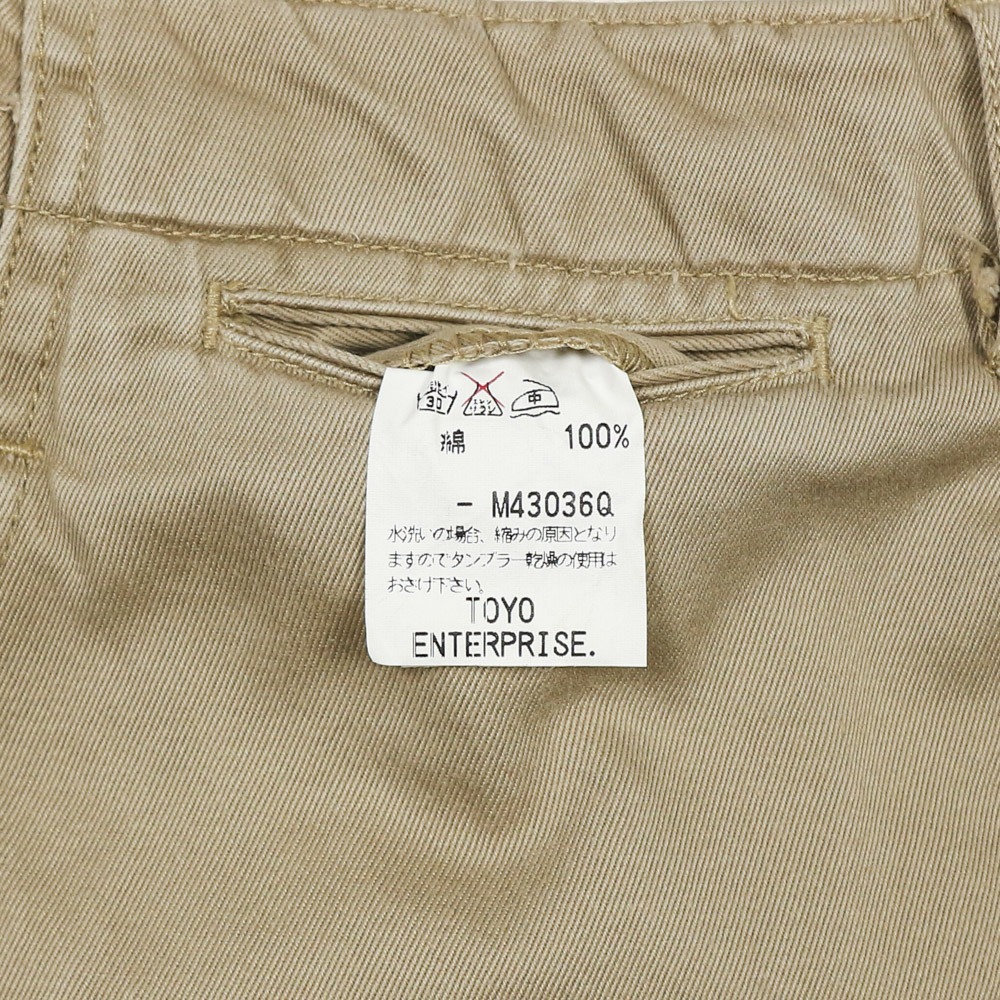 中
綿 100%
- M43036Q
水洗いの場合、縮みの原因となり
ますのでタンブラー乾燥の使用は
おさけ下さい。
TOYO
ENTERPRISE.